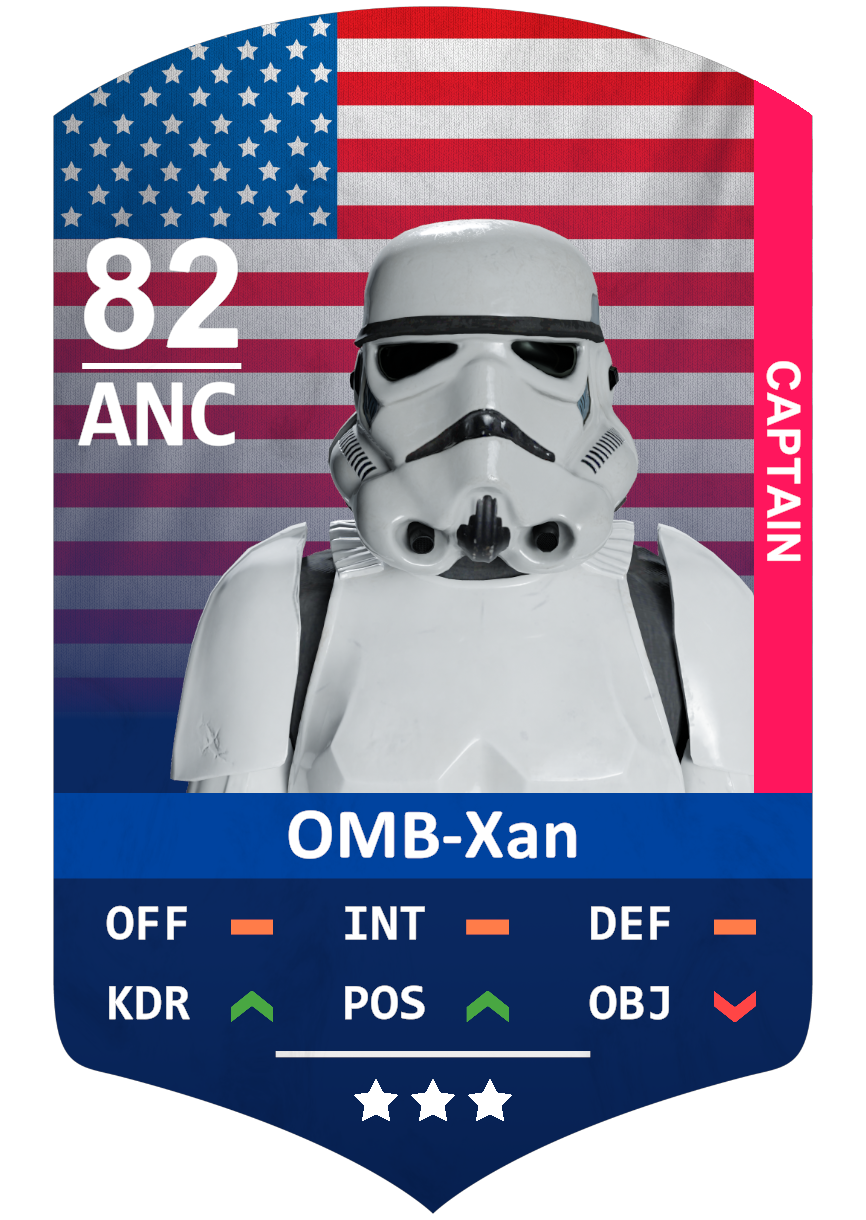 82
ANC
CAPTAIN
OMB-Xan
OFF INT DEF
KDR POS OBJ